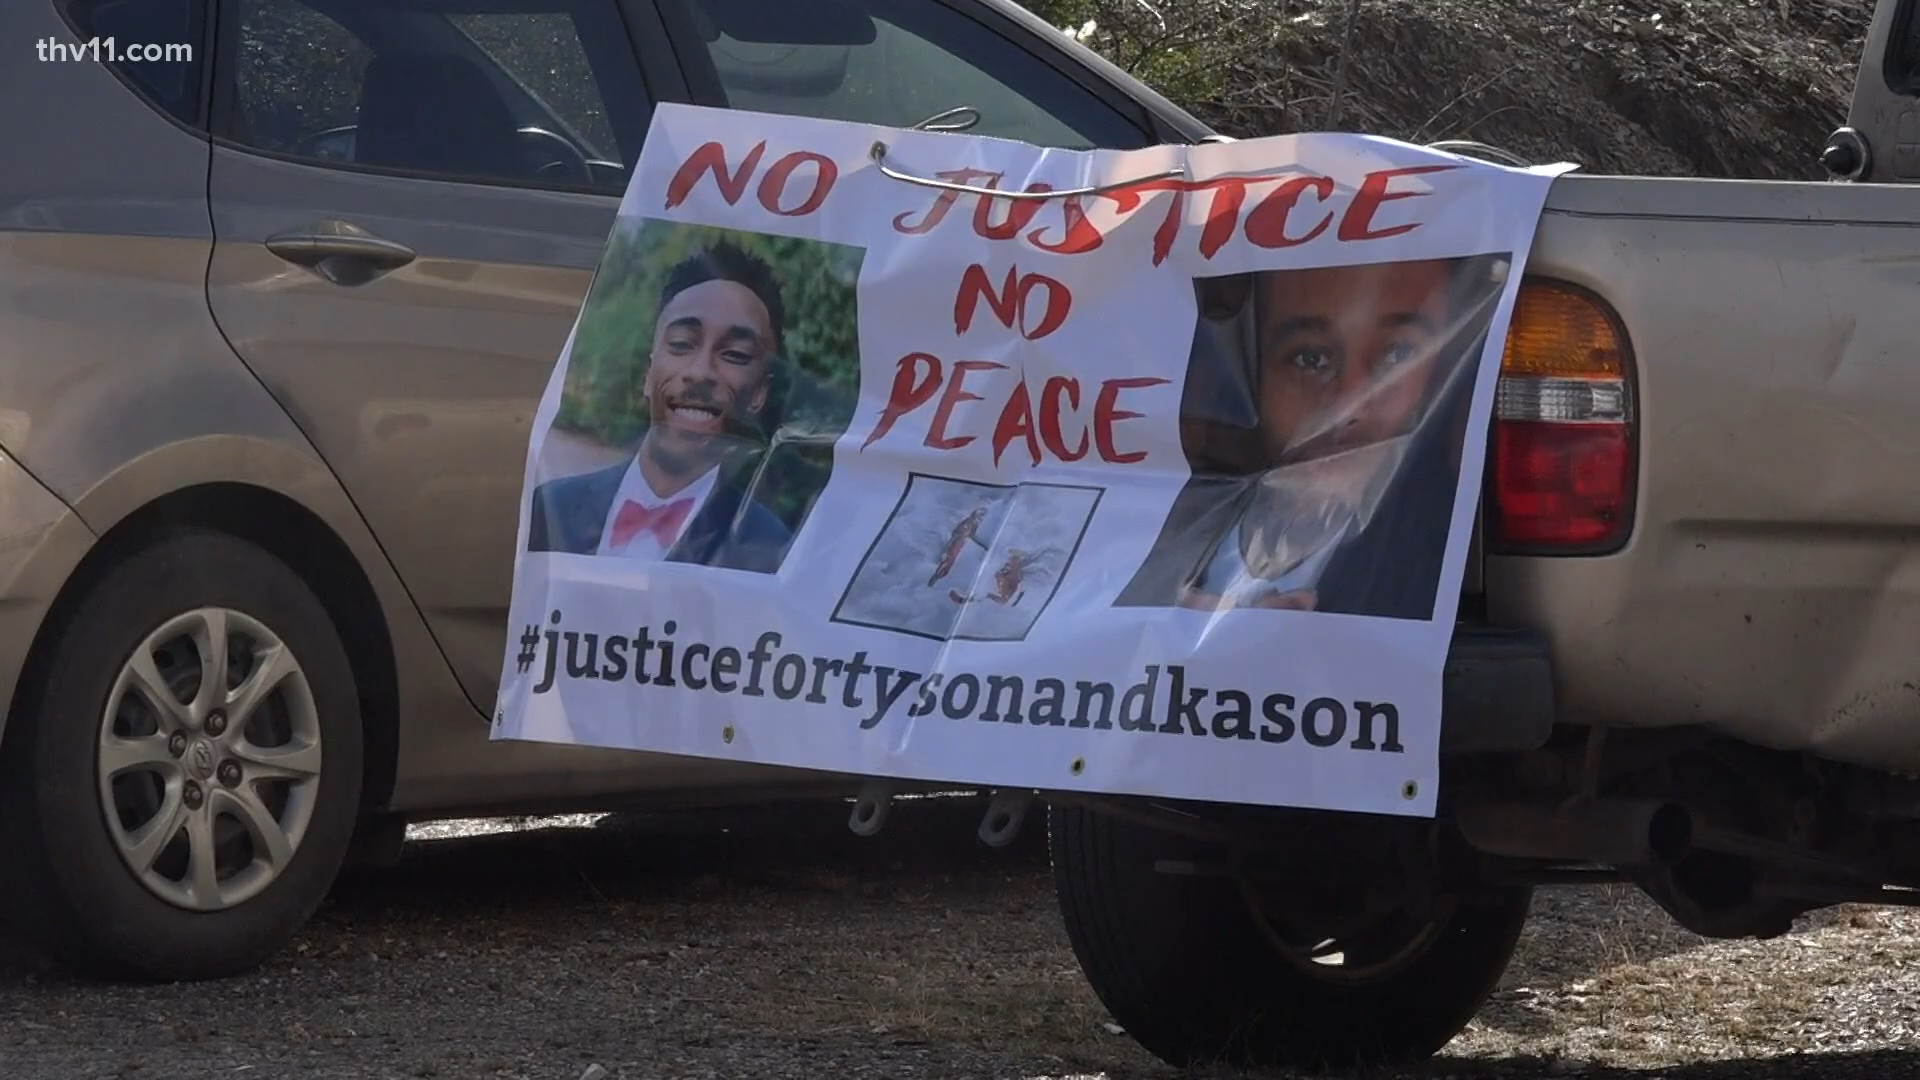 thv11.com
NO JUSTICE
NO
PEACE
#justicefortysonandkason